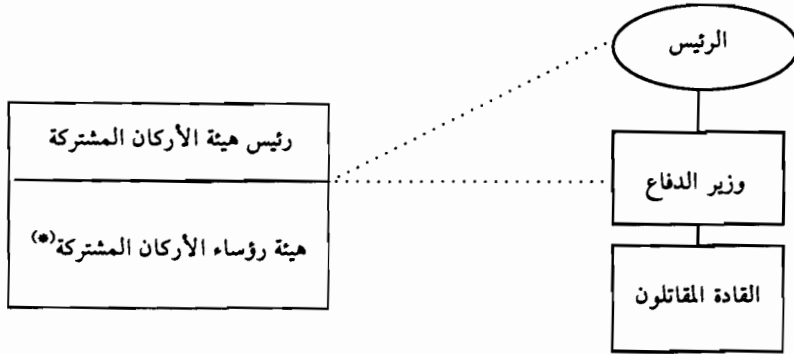 الرئيس
رئيس هيئة الأركان المشتركة
وزير الدفاع
هيئة رؤساء الأركان المشتركة(*)
القادة المقاتلون